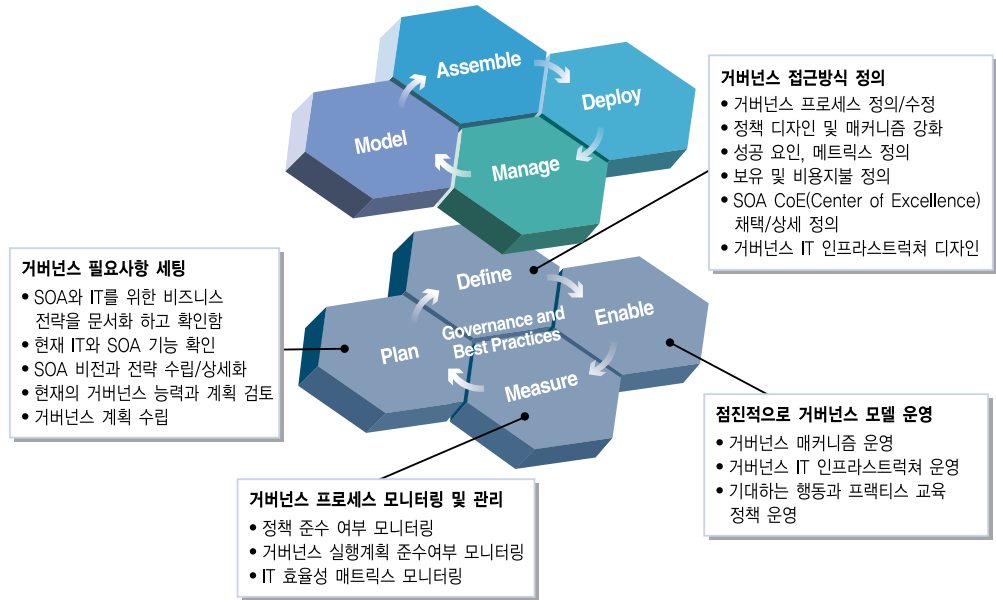 Assemble
Deploy
Model
Manage
거버넌스 접근방식 정의
• 거버넌스 프로세스 정의/수정
• 정책 디자인 및 매커니즘 강화
• 성공 요인, 메트릭스 정의
• 보유 및 비용지불 정의
• SOA CoE(Center of Excellence)
채택/상세 정의
• 거버넌스 IT 인프라스트럭쳐 디자인
거버넌스 필요사항 세팅
• SOA와 IT를 위한 비즈니스
전략을 문서화 하고 확인함
• 현재 IT와 SOA 기능 확인
• SOA 비전과 전략 수립/상세화
• 현재의 거버넌스 능력과 계획 검토
• 거버넌스 계획 수립
Define
Enable
Governance and
Best Practices
Plan
Measure
점진적으로 거버넌스 모델 운영
• 거버넌스 매커니즘 운영
• 거버넌스 IT 인프라스트럭쳐 운영
• 기대하는 행동과 프랙티스 교육
정책 운영
거버넌스 프로세스 모니터링 및 관리
• 정책 준수 여부 모니터링
• 거버넌스 실행계획 준수여부 모니터링
• IT 효율성 매트릭스 모니터링